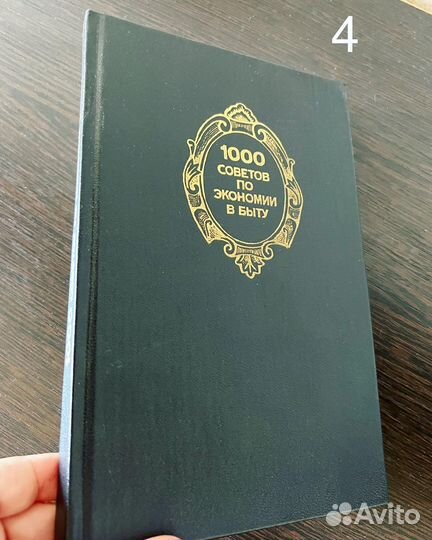 4
1000
СОВЕТОВ
ПО
ЭКОНОМИИ
В БЫТУ
Avito